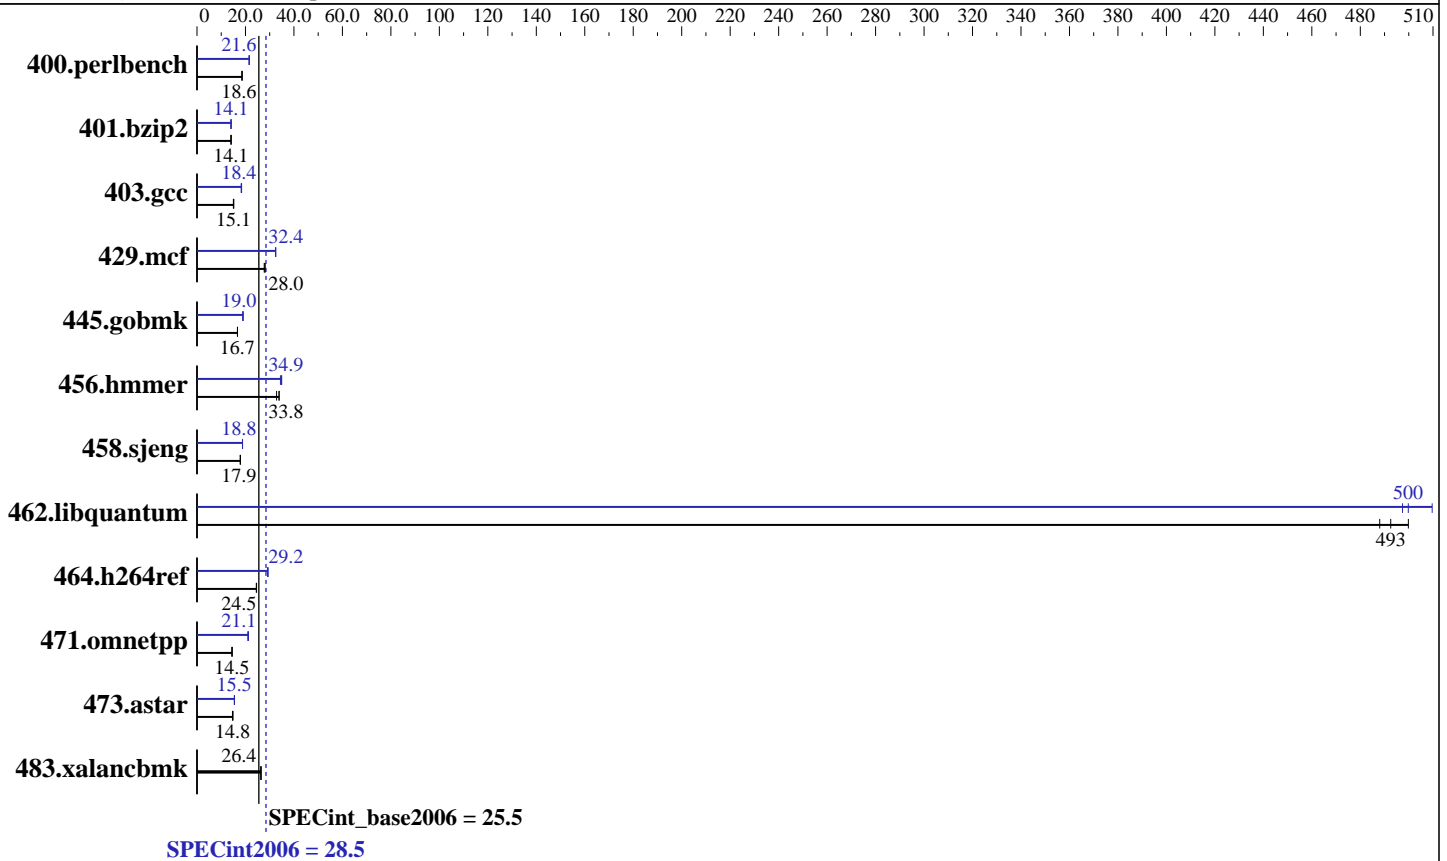 0 20.0 40.0 60.0 80.0 100 120 140 160 180 200 220 240 260 280 300 320 340 360 380 400 420 440 460 480 510
21.6
400.perlbench
18.6
14.1
401.bzip2
14.1
18.4
403.gcc
15.1
32.4
429.mcf
28.0
19.0
445.gobmk
16.7
34.9
456.hmmer
33.8
18.8
458.sjeng
17.9
500
462.libquantum
493
29.2
464.h264ref
24.5
21.1
471.omnetpp
14.5
15.5
473.astar
14.8
26.4
483.xalancbmk
SPECint_base2006 = 25.5
SPECint2006 = 28.5